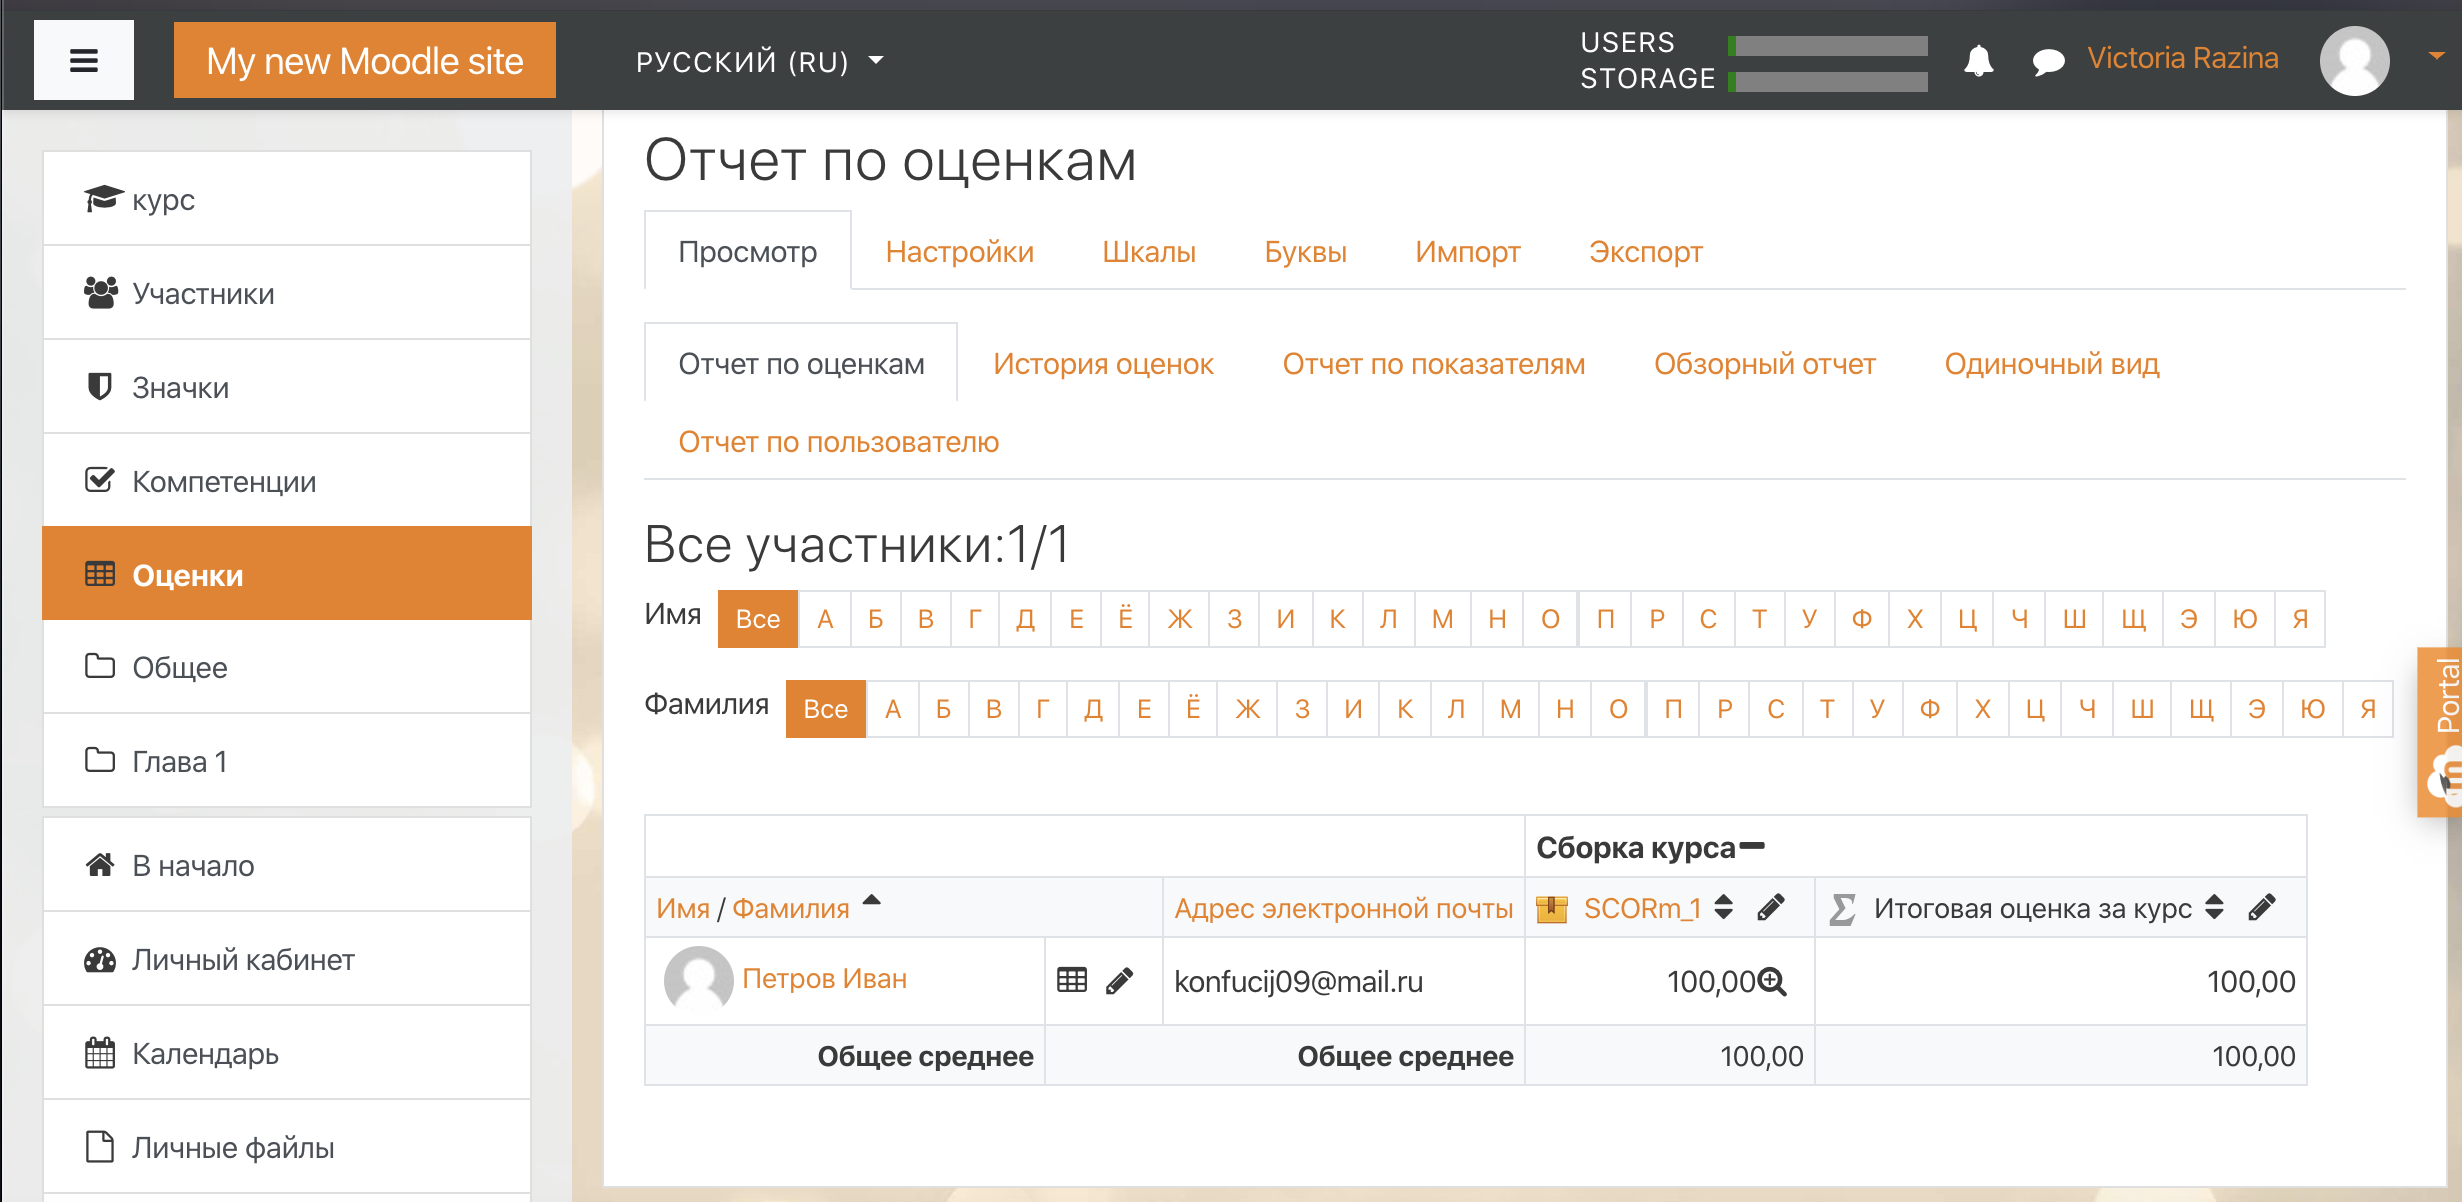 My new Moodle site
РУССКИЙ (RU)
USERS
STORAGE
Victoria Razina
курс
Участники
Значки
Компетенции
Оценки
Общее
Глава 1
В начало
Личный кабинет
Календарь
Личные файлы
Отчет по оценкам
Просмотр Настройки Шкалы Буквы Импорт Экспорт
Отчет по оценкам История оценок Отчет по показателям Обзорный отчет Одиночный вид
Отчет по пользователю
Все участники:1/1
Имя Все А Б В Г Д Е Ё Ж З И К Л М Н О П Р С Т У Ф Х Ц Ч Ш Щ Э Ю Я
Фамилия Все А Б В Г Д Е Ё Ж З И К Л М Н О П Р С Т У Ф Х Ц Ч Ш Щ Э Ю Я
Сборка курса
Имя / Фамилия Адрес электронной почты SCORm_1 Итоговая оценка за курс
Петров Иван konfucij09@mail.ru 100,00 100,00
Общее среднее Общее среднее 100,00 100,00
Portal